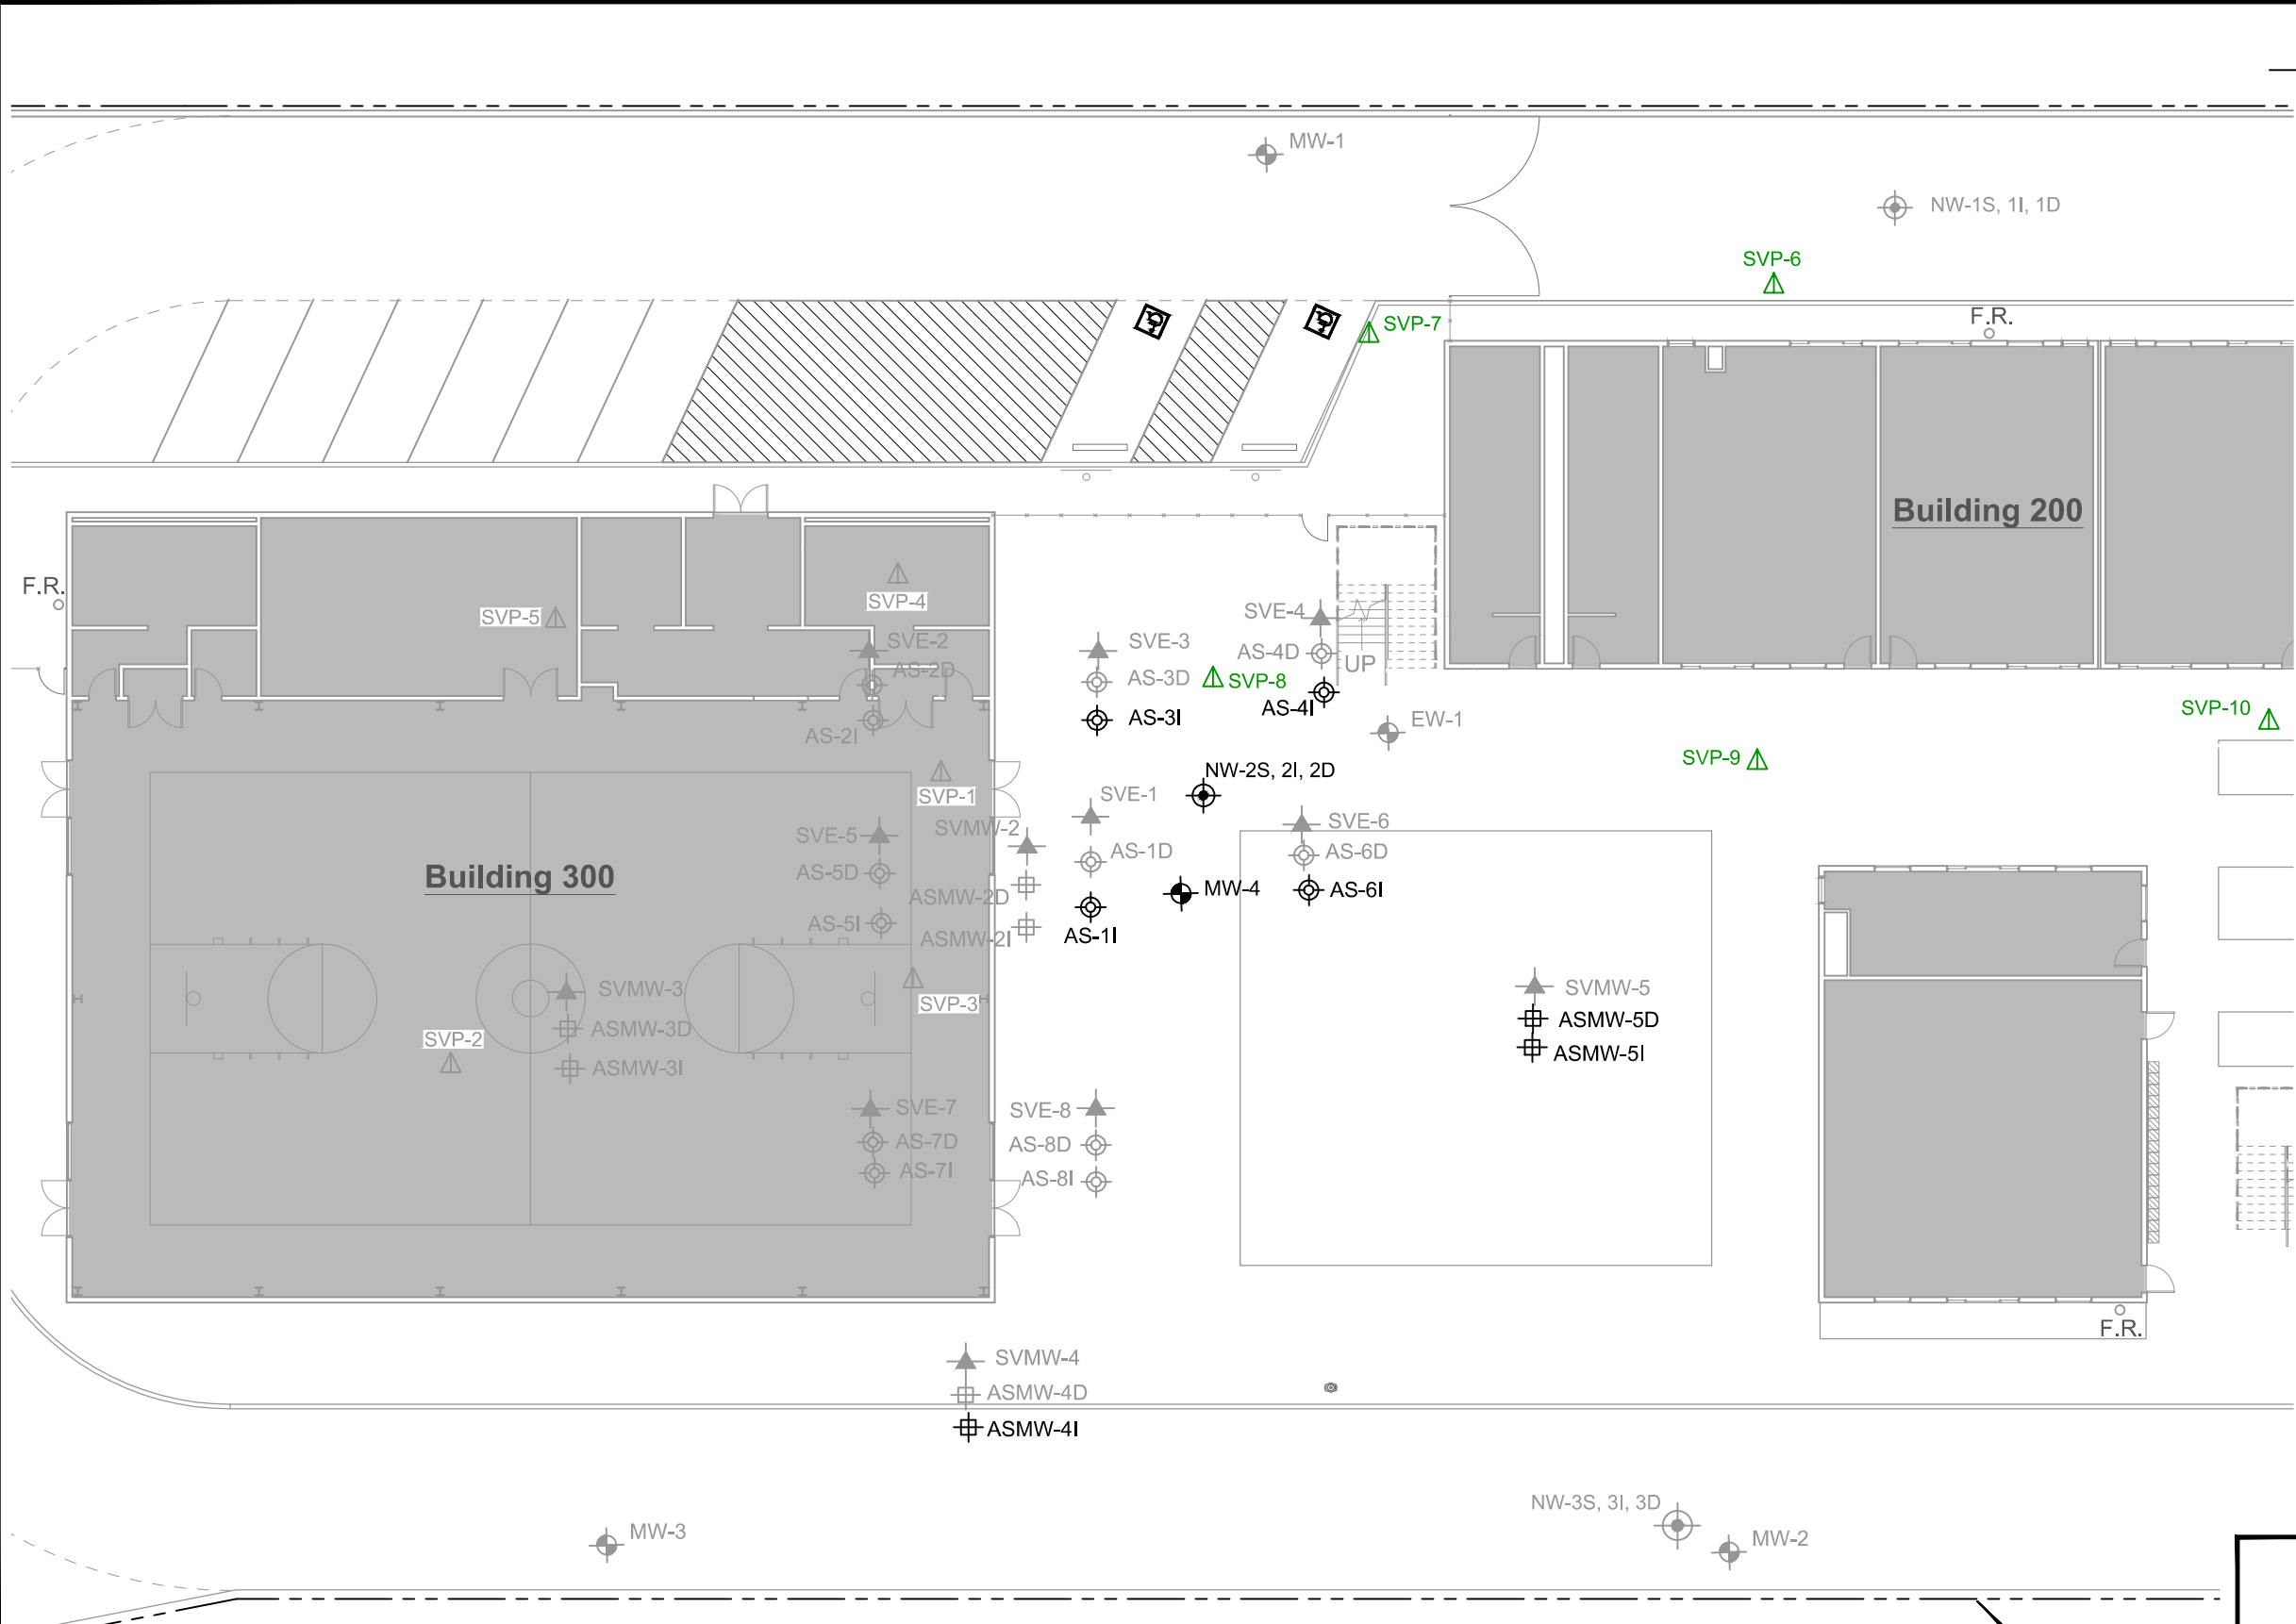 MW-1
NW-1S, 1I, 1D
SVP-6
F.R.
SVP-7
Building 200
F.R.
SVP-4
SVP-5
SVE-4
SVE-2
SVE-3
AS-4D
UP
AS-2D
AS-3D
SVP-8
AS-4I
AS-3I
EW-1
SVP-10
AS-2I
SVP-9
NW-2S, 2I, 2D
SVP-1
SVE-1
SVE-5
SVMW-2
SVE-6
AS-1D
AS-6D
Building 300
AS-5D
ASMW-2D
MW-4
AS-6I
AS-5I
ASMW-2I
AS-1I
SVMW-3
SVP-3
SVMW-5
ASMW-3D
ASMW-5D
SVP-2
ASMW-5I
ASMW-3I
SVE-7
SVE-8
AS-7D
AS-8D
AS-7I
AS-8I
F.R.
SVMW-4
ASMW-4D
ASMW-4I
NW-3S, 3I, 3D
MW-3
MW-2